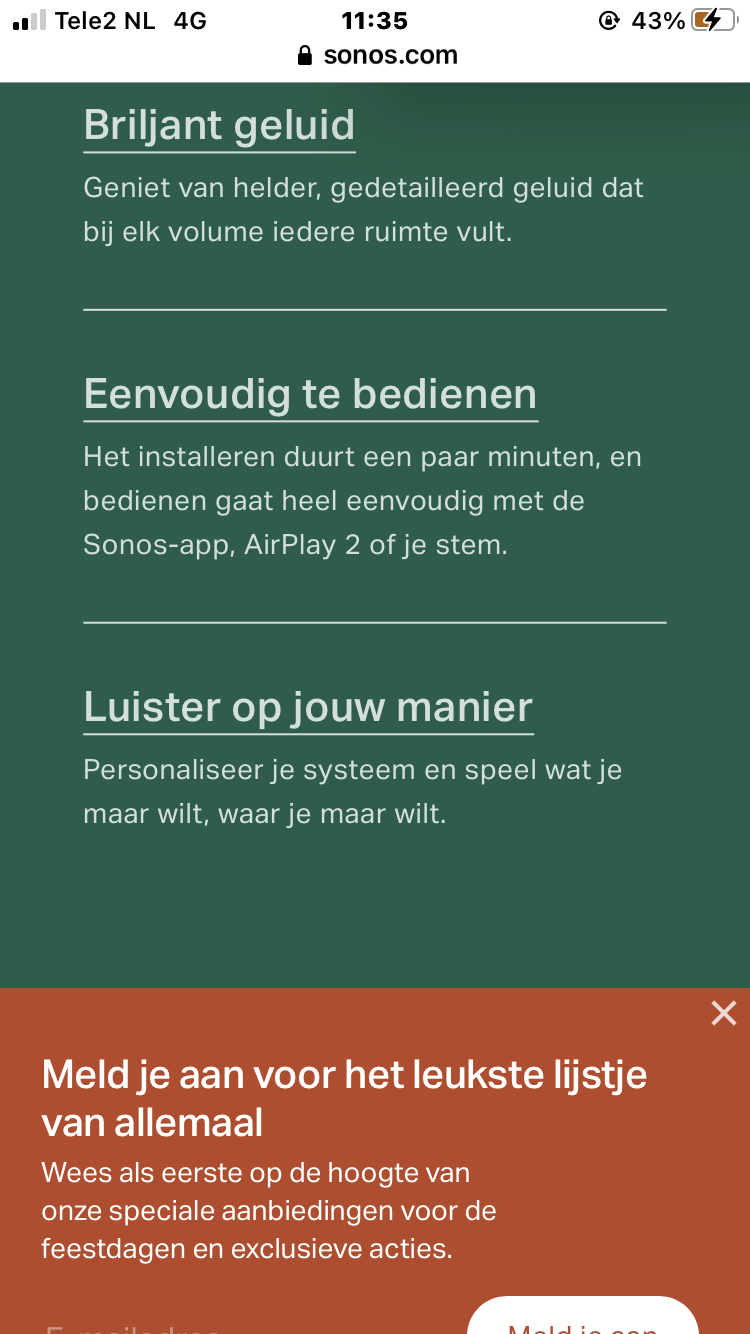 Tele2 NL 4G 11:35 43%
sonos.com
Briljant geluid
Geniet van helder, gedetailleerd geluid dat
bij elk volume iedere ruimte vult.
Eenvoudig te bedienen
Het installeren duurt een paar minuten, en
bedienen gaat heel eenvoudig met de
Sonos-app, AirPlay 2 of je stem.
Luister op jouw manier
Personaliseer je systeem en speel wat je
maar wilt, waar je maar wilt.
Meld je aan voor het leukste lijstje
van allemaal
Wees als eerste op de hoogte van
onze speciale aanbiedingen voor de
feestdagen en exclusieve acties.
Meld je aan